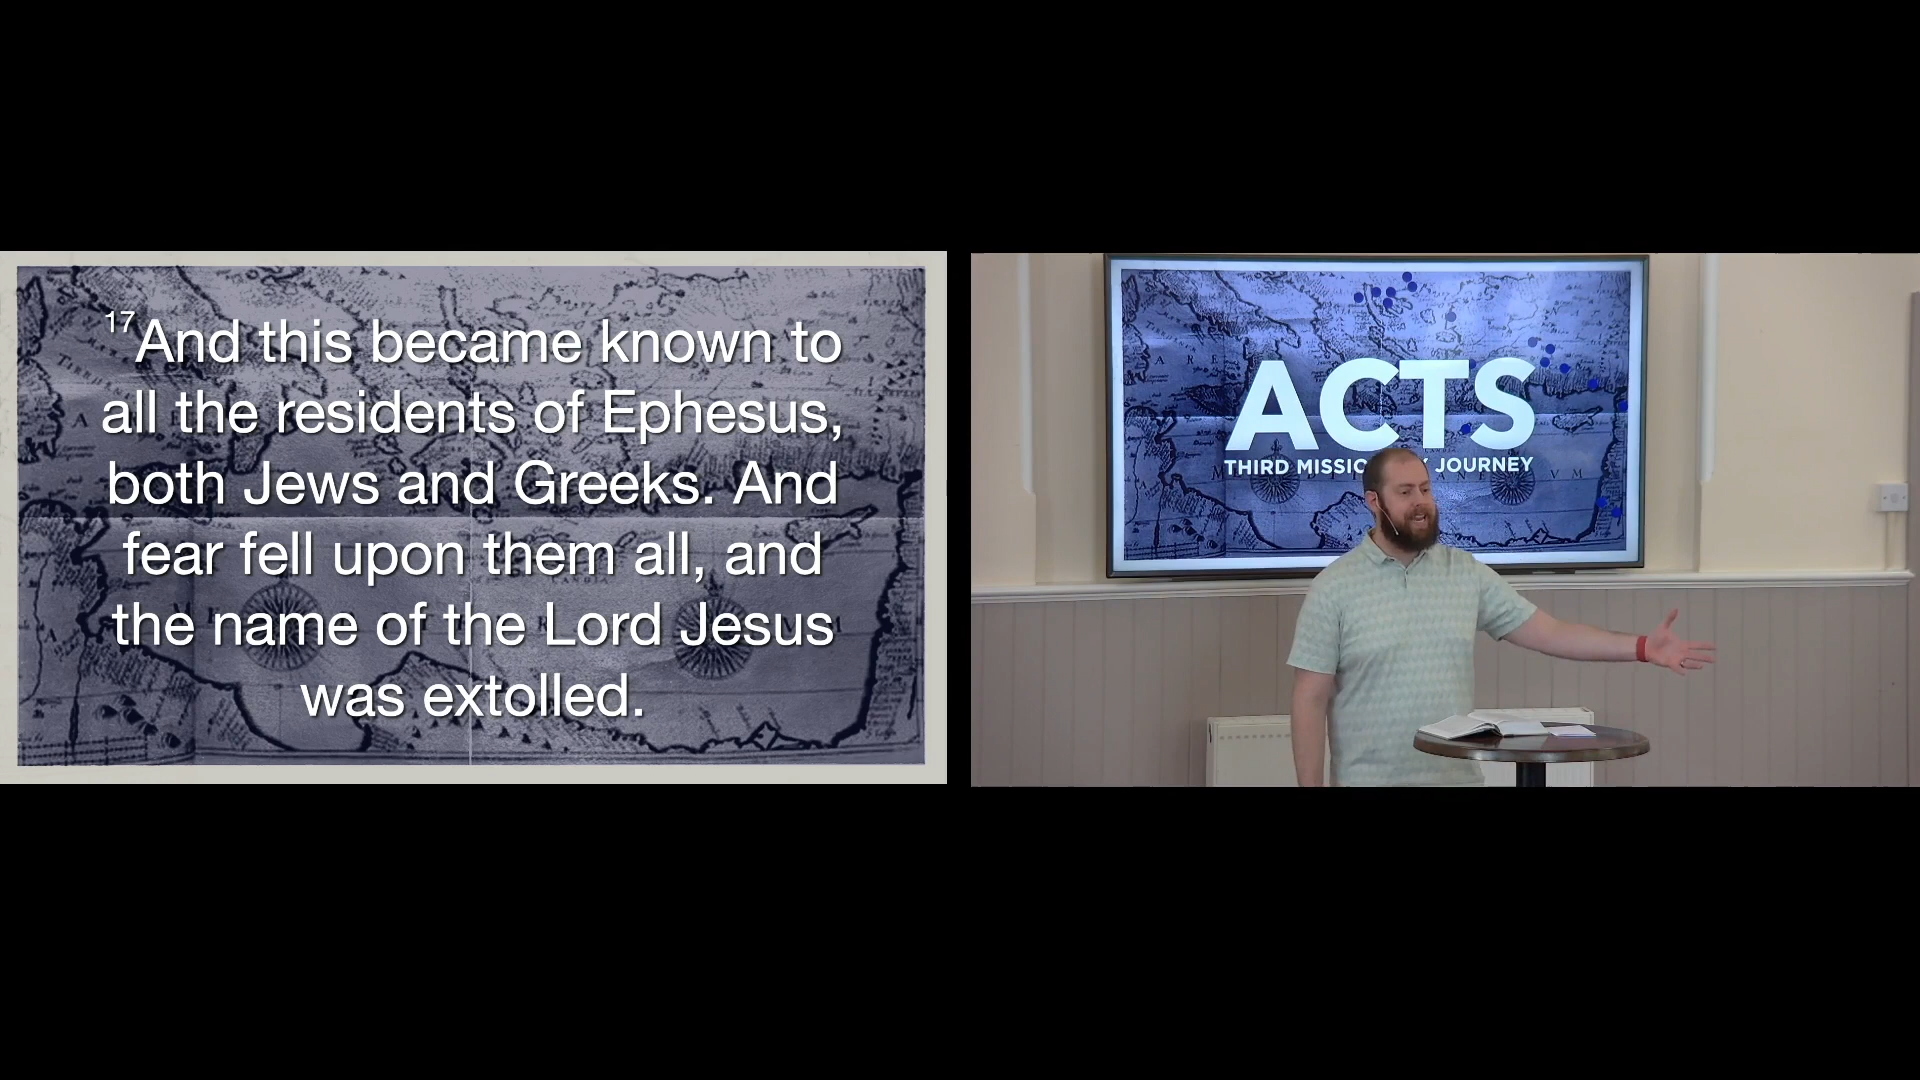 17And this became known to
all the residents of Ephesus,
both Jews and Greeks. And
fear fell upon them all, and
the name of the Lord Jesus
was extolled.
ACTS
THIRD MISSIO Y JOURNEY